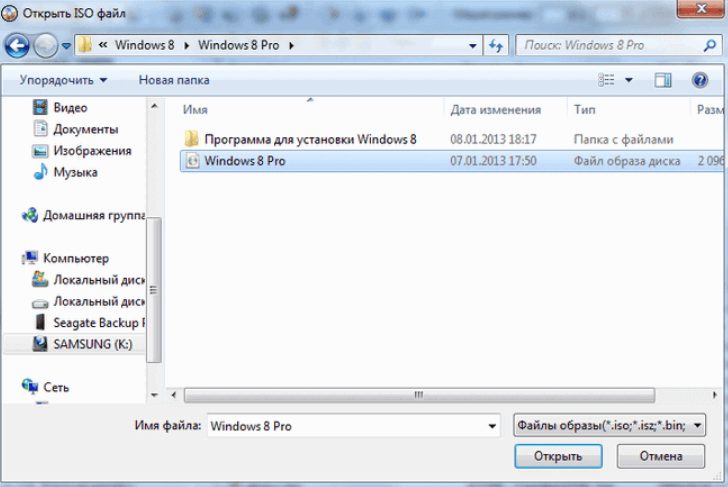 Открыть ISO файл
« Windows 8 Windows 8 Pro
Поиск: Windows 8 Pro
Упорядочить Новая папка
Видео
Документы
Изображения
Музыка
Домашняя группа
Компьютер
Локальный диск
Локальный диск
Seagate Backup
SAMSUNG (K:)
Сеть
Имя Дата изменения Тип Разм
Программа для установки Windows 8 08.01.2013 18:17 Папка с файлами
Windows 8 Pro 07.01.2013 17:50 Файл образа диска 2 096
Имя файла: Windows 8 Pro Файлы образы(*.iso;*.isz;*.bin;
Открыть Отмена